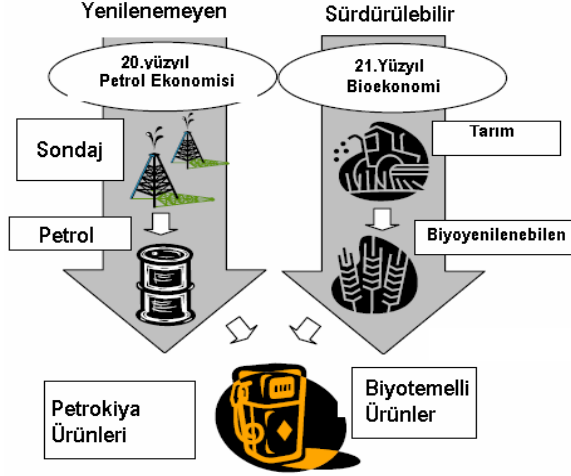 Yenilenemeyen
Sürdürülebilir
20.yüzyıl
Petrol Ekonomisi
21.Yüzyıl
Bioekonomi
Sondaj
Tarım
Petrol
Biyoyenilenebilen
Petrokiya
Ürünleri
Biyotemelli
Ürünler